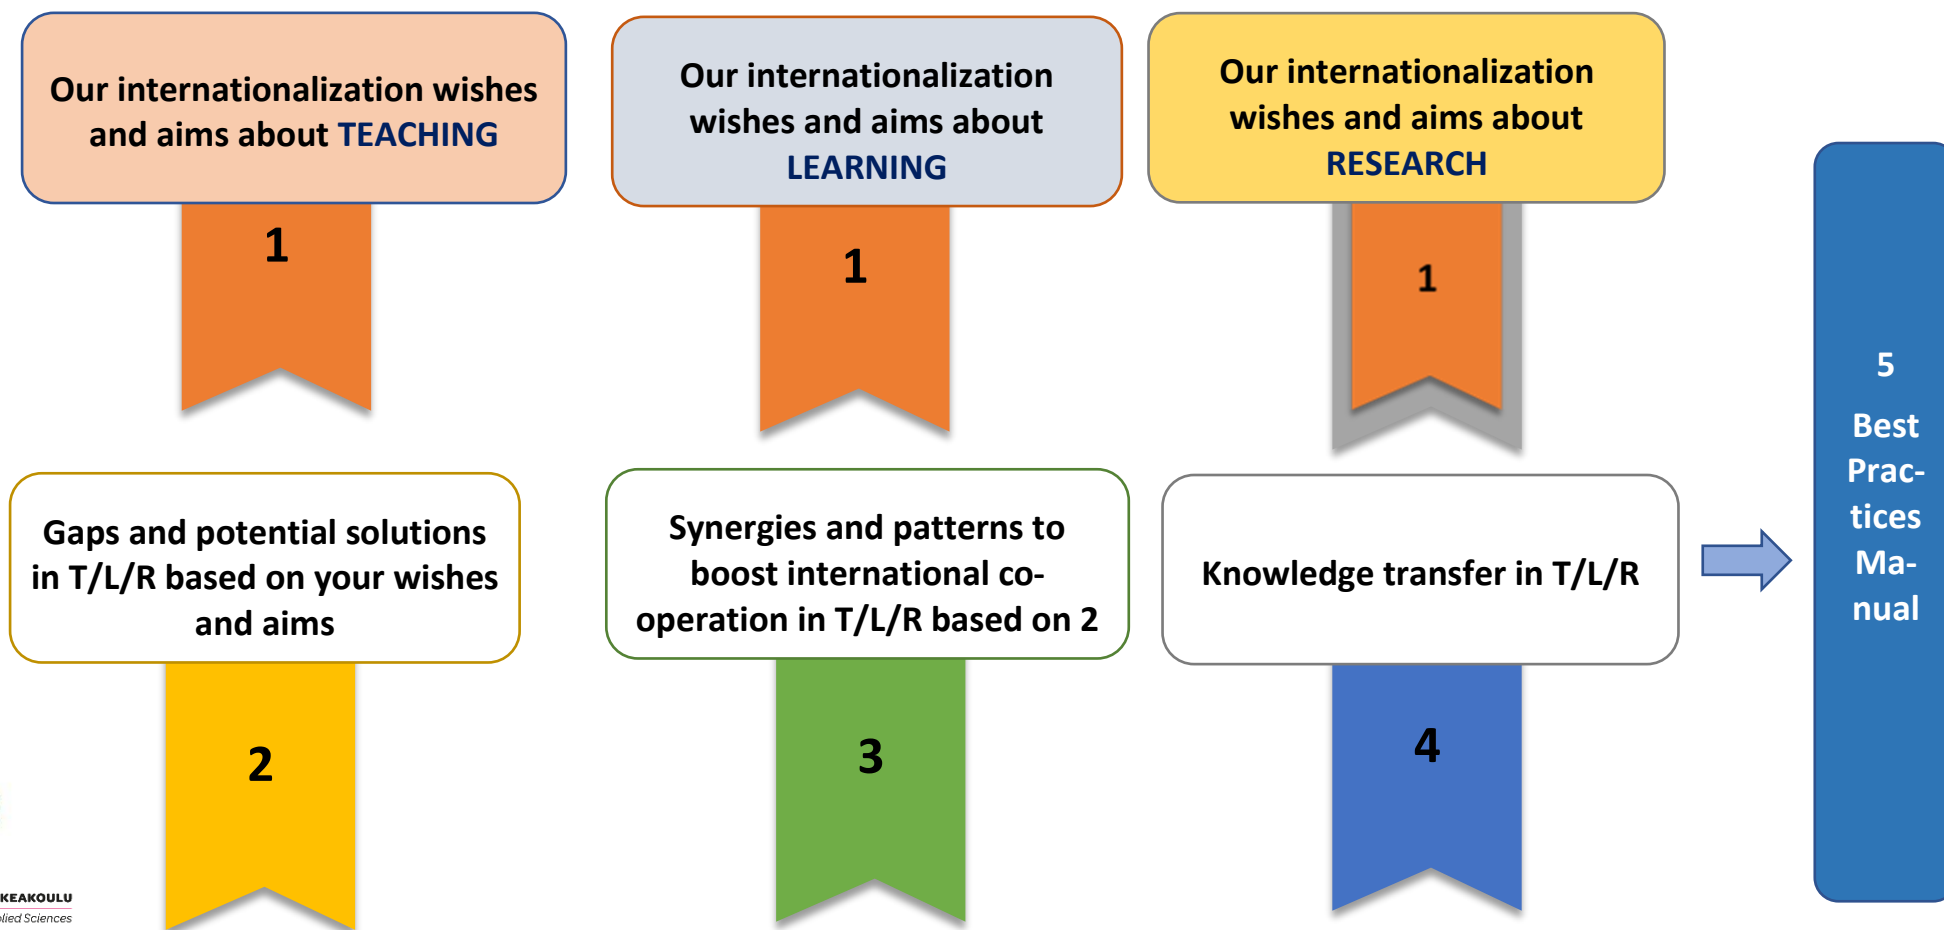 Our internationalization wishes
and aims about TEACHING
1
Our internationalization
wishes and aims about
LEARNING
1
Our internationalization
wishes and aims about
RESEARCH
1
Gaps and potential solutions
in T/L/R based on your wishes
and aims
2
Synergies and patterns to
boost international co-
operation in T/L/R based on 2
3
Knowledge transfer in T/L/R
4
5
Best
Prac-
tices
Ma-
nual
KEAKOULU
plied Sciences